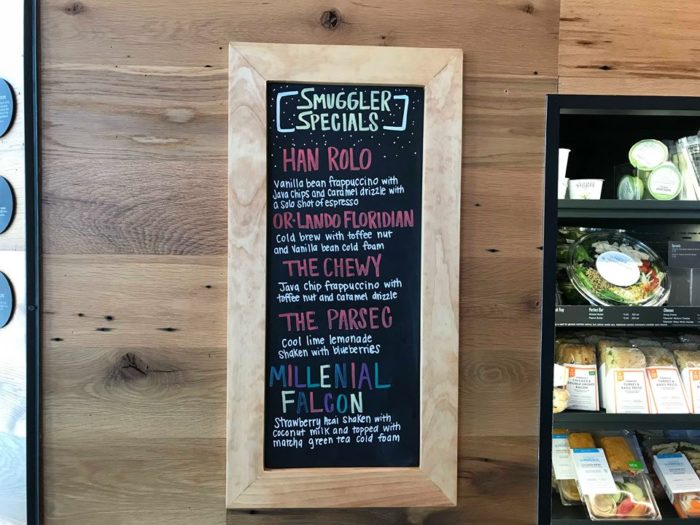 SMUGGLER
SPECIALS
HAN ROLO
Vanilla bean frappuccino with
Java Chips and Caramel drizzle with
a Solo Shot of espresso
OR-LANDO FLORIDIAN
Cold brew with toffee nut
and Vanilla bean Cold foam
THE CHEWY
Java chip frappuccino with
toffee nut and caramel drizzle
THE PARSEC
Cool lime lemonade
shaken with blueberries
MILLENIAL
FALCON
Strawberry Azai Shaken with
Coconut milk and topped with
matcha green tea cold foam